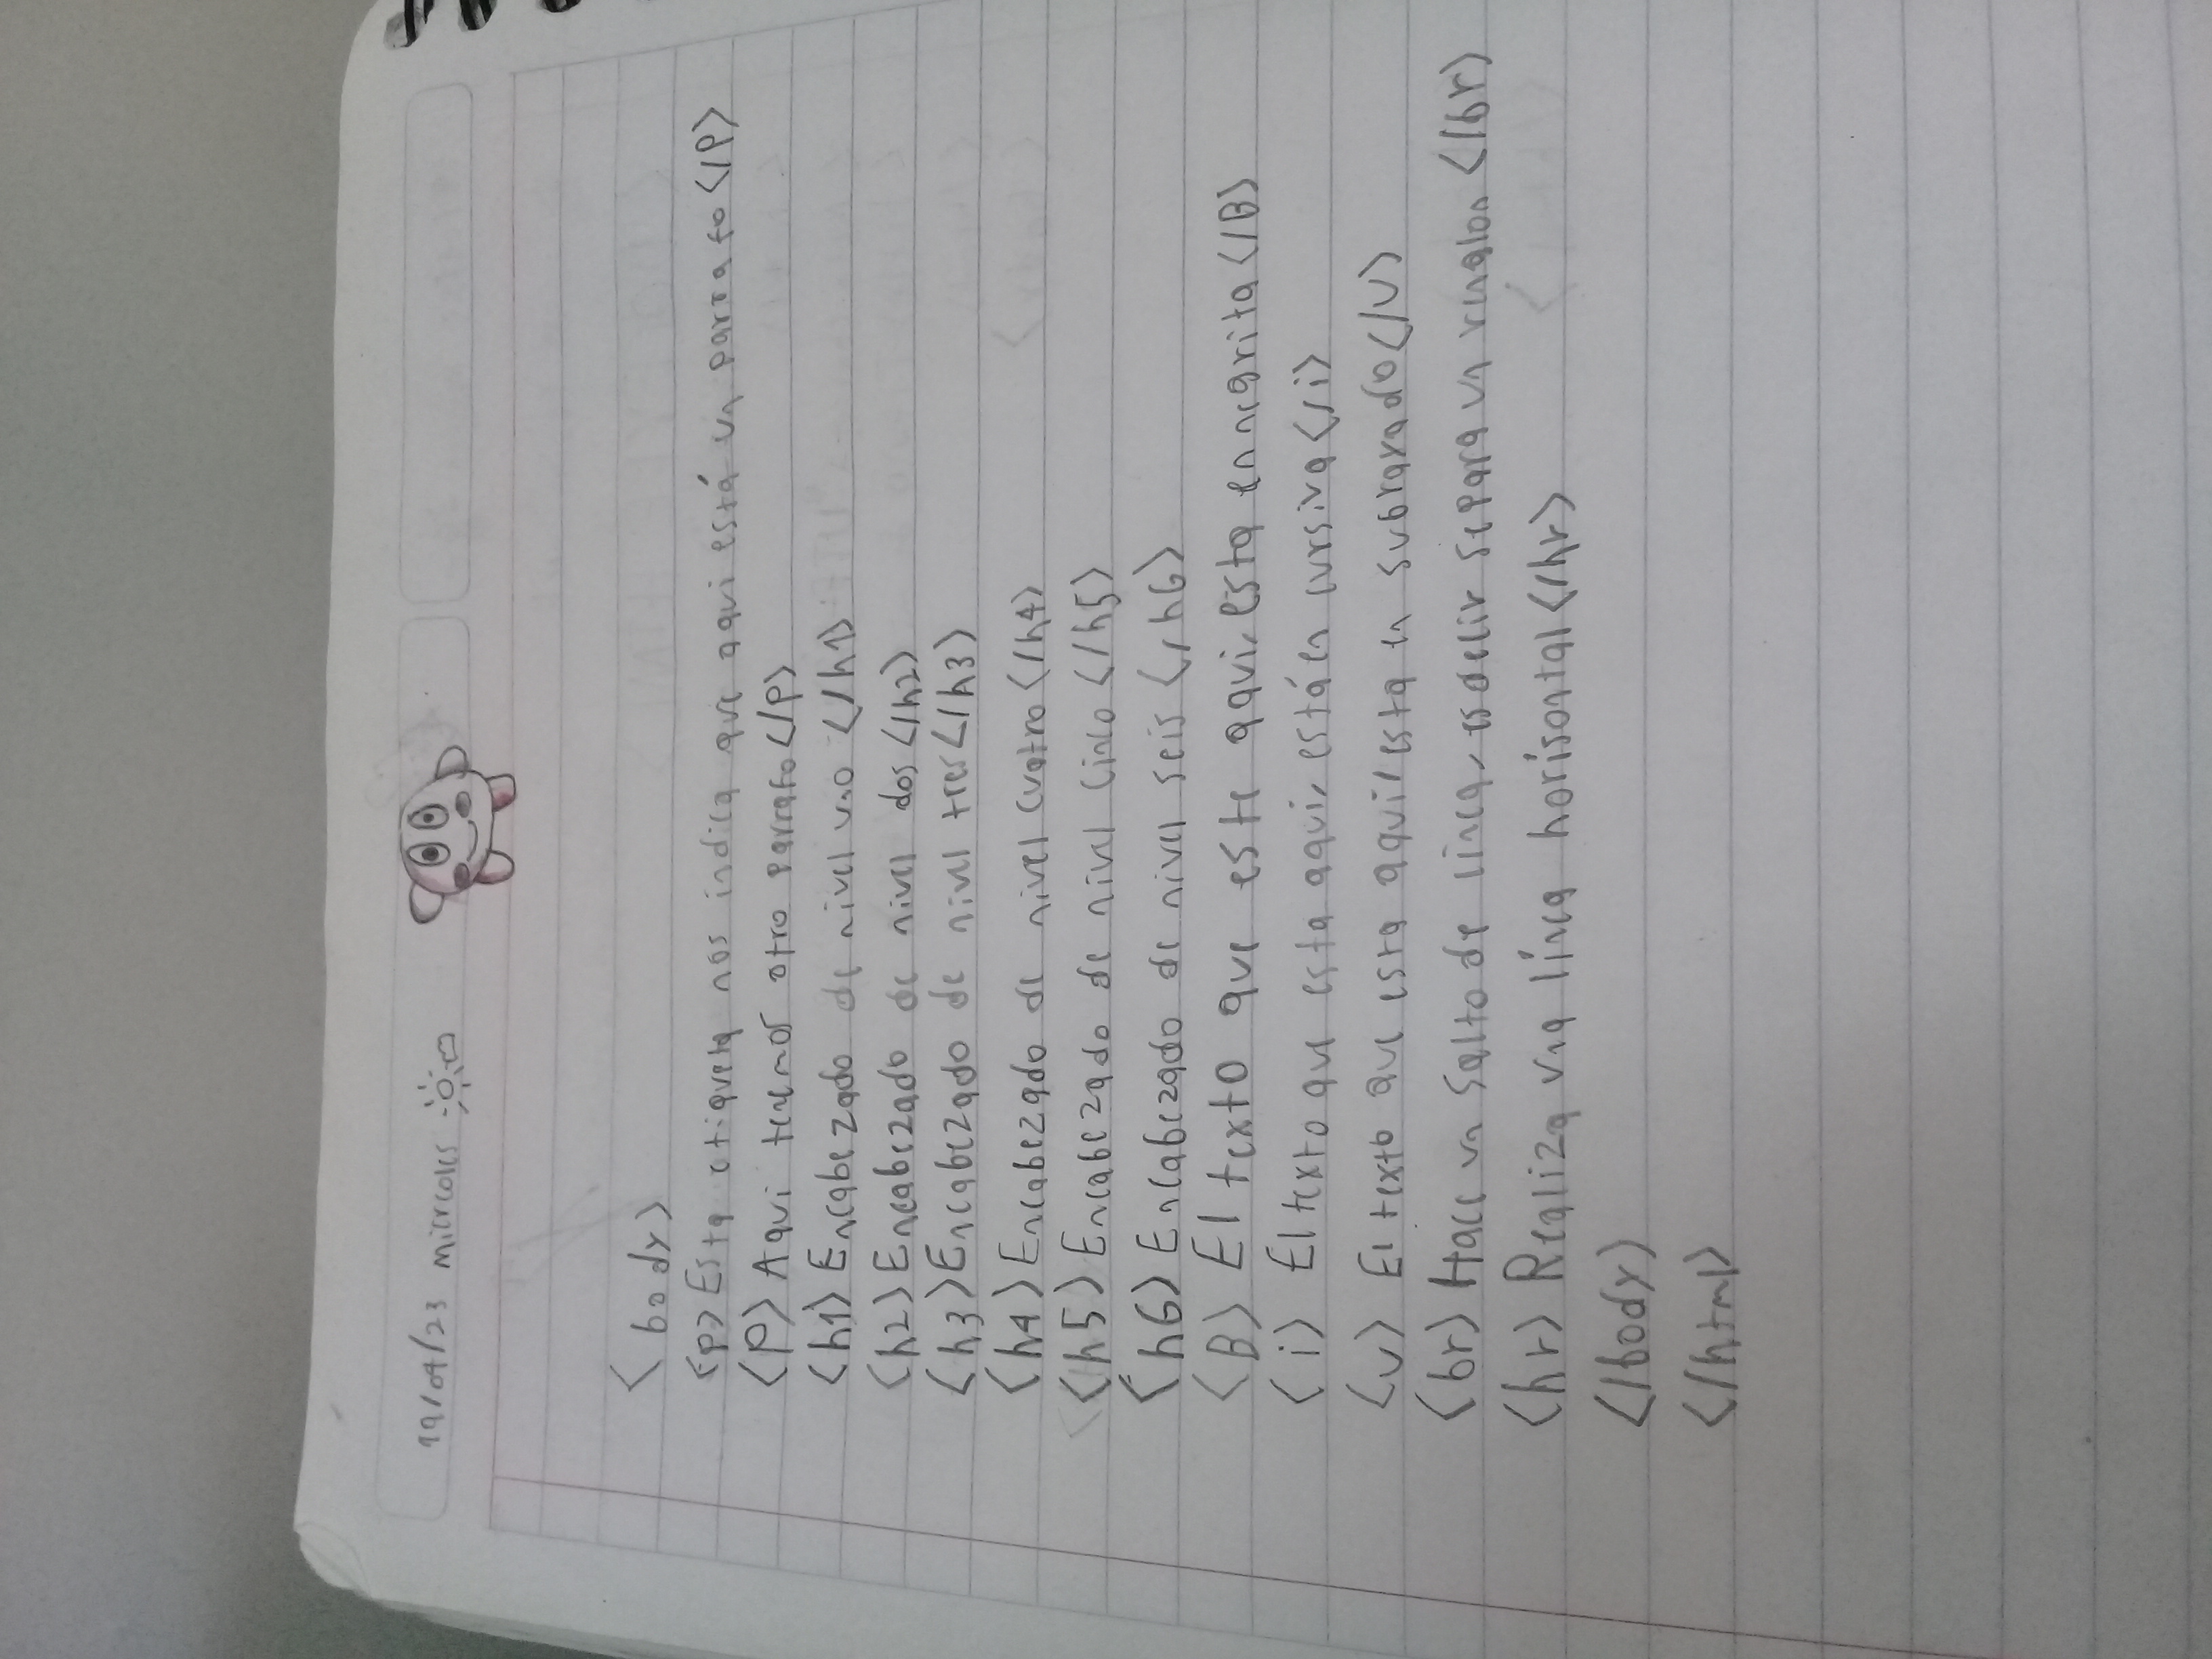 19/04/23 miercoles
<body>
<p> Esta etiqueta nos indica que aqui está un parrafo </p>
<P> Aqui tenemos otro parrafo </p>
<h1> Encabezado de nivel uno </h1>
<h2> Encabezado de nivel dos </h2>
<h3> Encabezado de nivel tres </h3>
<h4> Encabezado de nivel cuatro </h4>
<h5> Encabezado de nivel cinco </h5>
<h6> Encabezado de nivel seis </h6>
<B> El texto que este aqui, esta en negrita </B>
<i> El texto que esta aqui, está en cursiva </i>
<u> El texto que esta aqui, esta en subrayado </u>
<br> Hace un salto de linea, es decir separa un renglon </br>
<hr> Realiza una línea horisontal </hr>
</body>
</html>